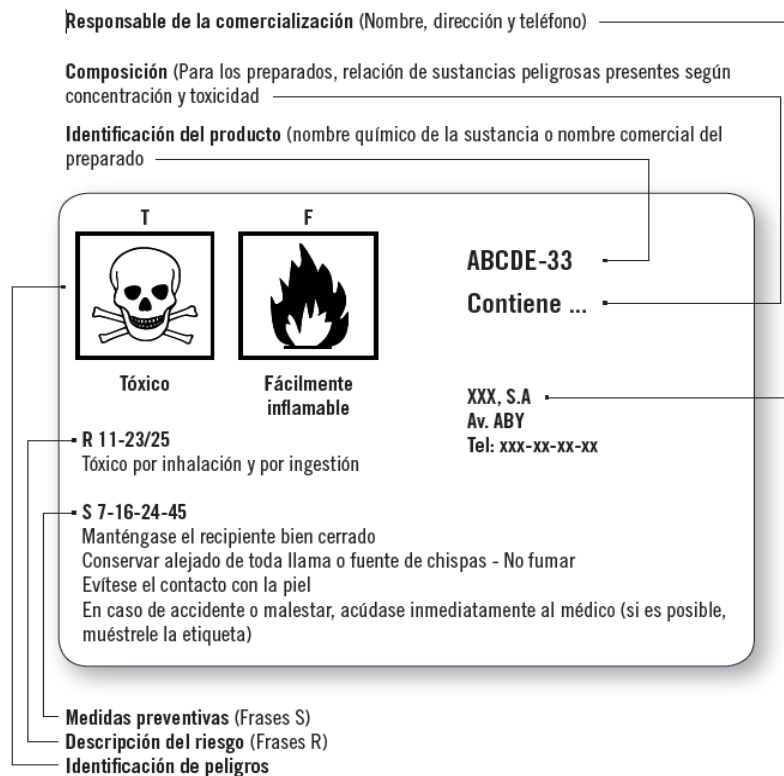 Responsable de la comercialización (Nombre, dirección y teléfono)
Composición (Para los preparados, relación de sustancias peligrosas presentes según
concentración y toxicidad
Identificación del producto (nombre químico de la sustancia o nombre comercial del
preparado
T
F
Tóxico
Fácilmente
inflamable
ABCDE-33
Contiene ...
XXX, S.A
Av. ABY
Tel: xxx-xx-xx-xx
R 11-23/25
Tóxico por inhalación y por ingestión
S 7-16-24-45
Manténgase el recipiente bien cerrado
Conservar alejado de toda llama o fuente de chispas - No fumar
Evítese el contacto con la piel
En caso de accidente o malestar, acúdase inmediatamente al médico (si es posible,
muéstrele la etiqueta)
Medidas preventivas (Frases S)
Descripción del riesgo (Frases R)
Identificación de peligros